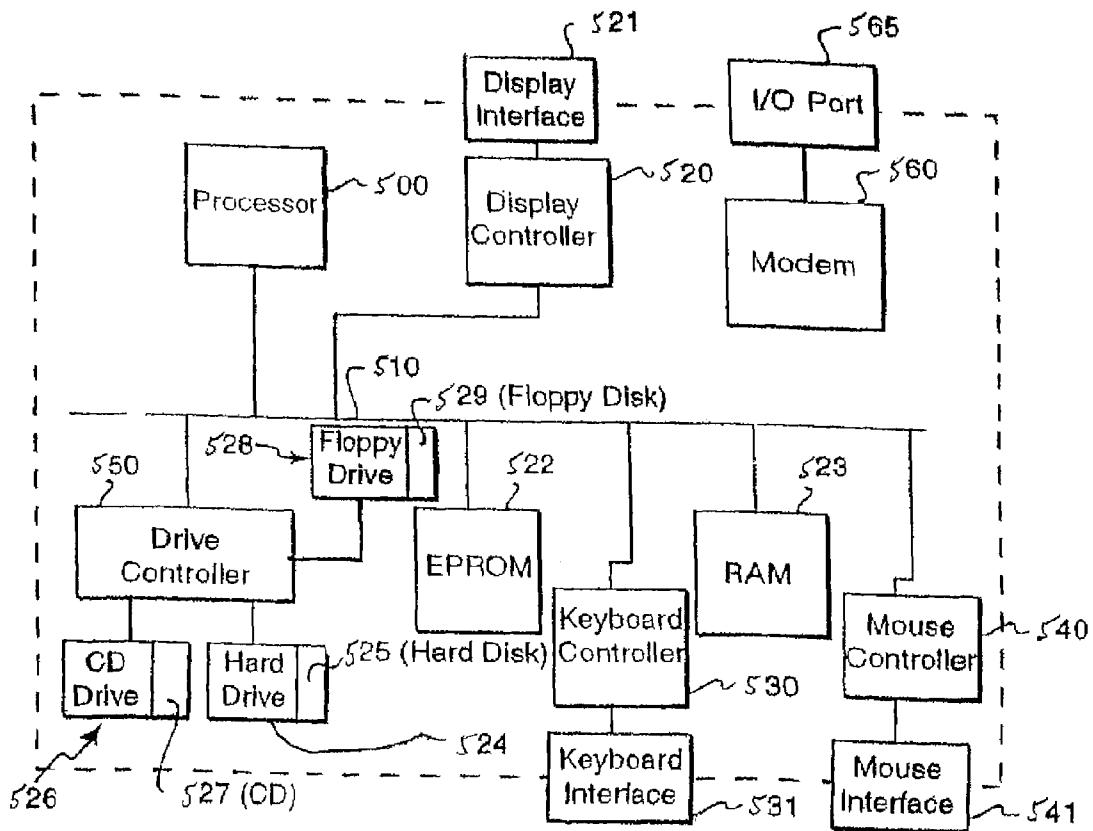 521
565
Display
Interface
I/O Port
500
520
560
Processor
Display
Controller
Modem
510
529 (Floppy Disk)
528
Floppy
Drive
550
522
523
Drive
Controller
EPROM
RAM
Keyboard
Controller
Mouse
Controller
540
CD
Drive
Hard
Drive
525 (Hard Disk)
530
524
526
527 (CD)
Keyboard
Interface
531
Mouse
Interface
541